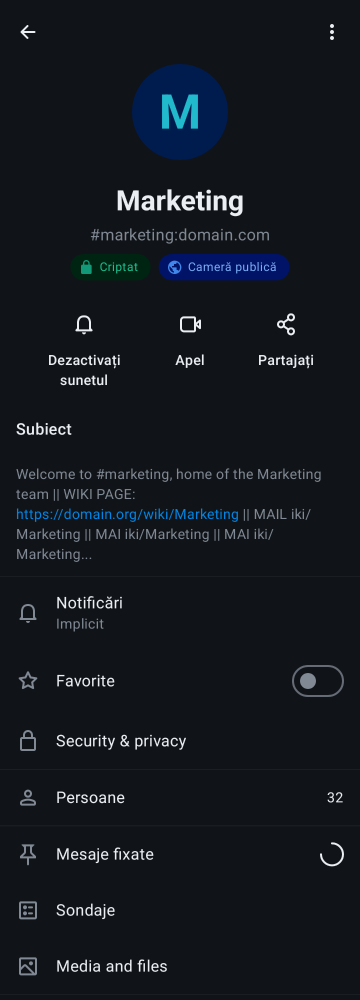 M
Marketing
#marketing:domain.com
Criptat
Cameră publică
Dezactivați
sunetul
Apel
Partajați
Subiect
Welcome to #marketing, home of the Marketing
team || WIKI PAGE:
https://domain.org/wiki/Marketing || MAIL iki/
Marketing || MAI iki/Marketing || MAI iki/
Marketing...
Notificări
Implicit
Favorite
Security & privacy
Persoane 32
Mesaje fixate
Sondaje
Media and files